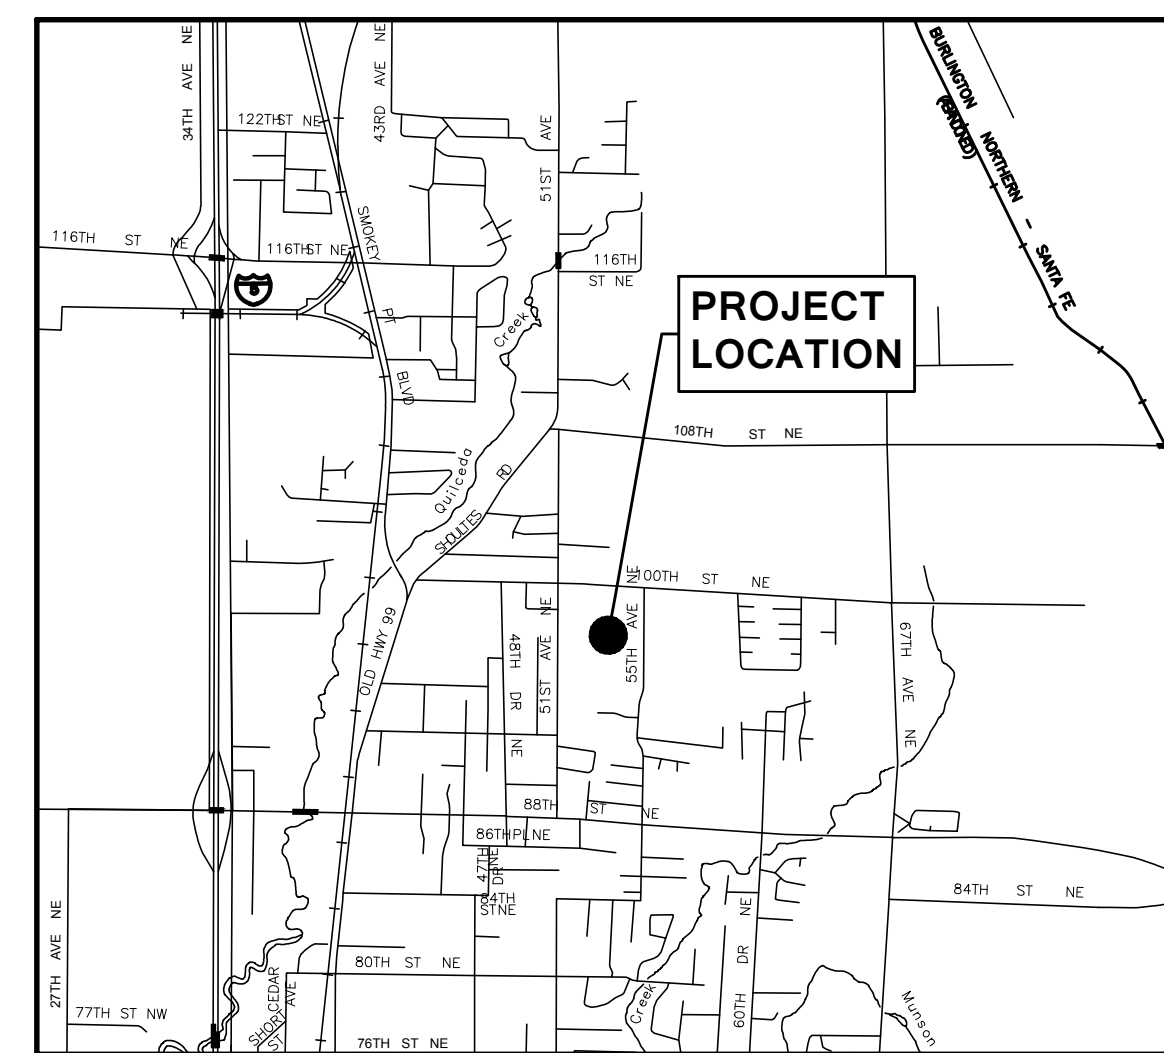 34TH AVE NE
43RD AVE NE
51ST AVE
122TH ST NE
BURLINGTON NORTHERN - SANTA FE
SMOKEY PT BLVD
116TH ST NE
116TH ST NE
116TH
ST NE
5
PROJECT
LOCATION
Quilceda Creek
108TH ST NE
SHOULTES RD
100TH ST NE
OLD HWY 99
48TH DR NE
51ST AVE NE
55TH AVE NE
67TH AVE NE
88TH ST NE
86TH PL NE
47TH
DR NE
84TH
ST NE
84TH ST NE
27TH AVE NE
80TH ST NE
CEDAR
AVE
SHORT
ST
77TH ST NW
76TH ST NE
Creek
60TH DR NE
Munson